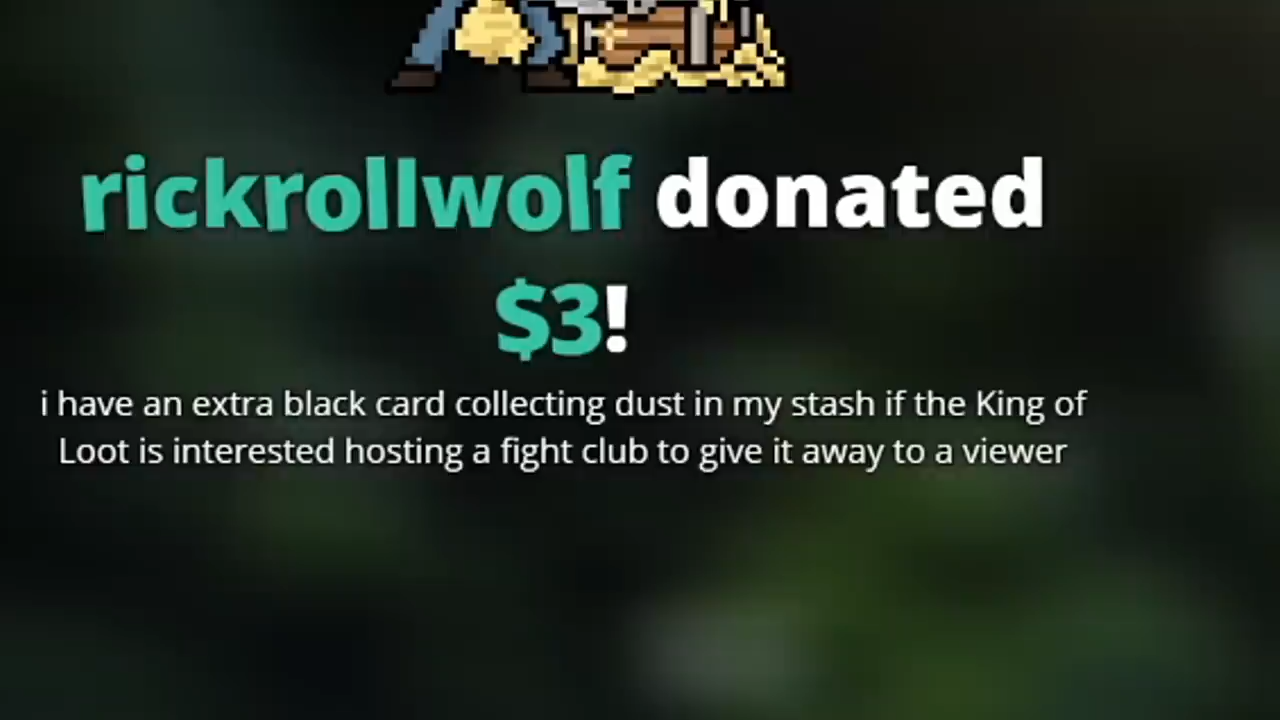 rickrollwolf donated
$3!
i have an extra black card collecting dust in my stash if the King of
Loot is interested hosting a fight club to give it away to a viewer